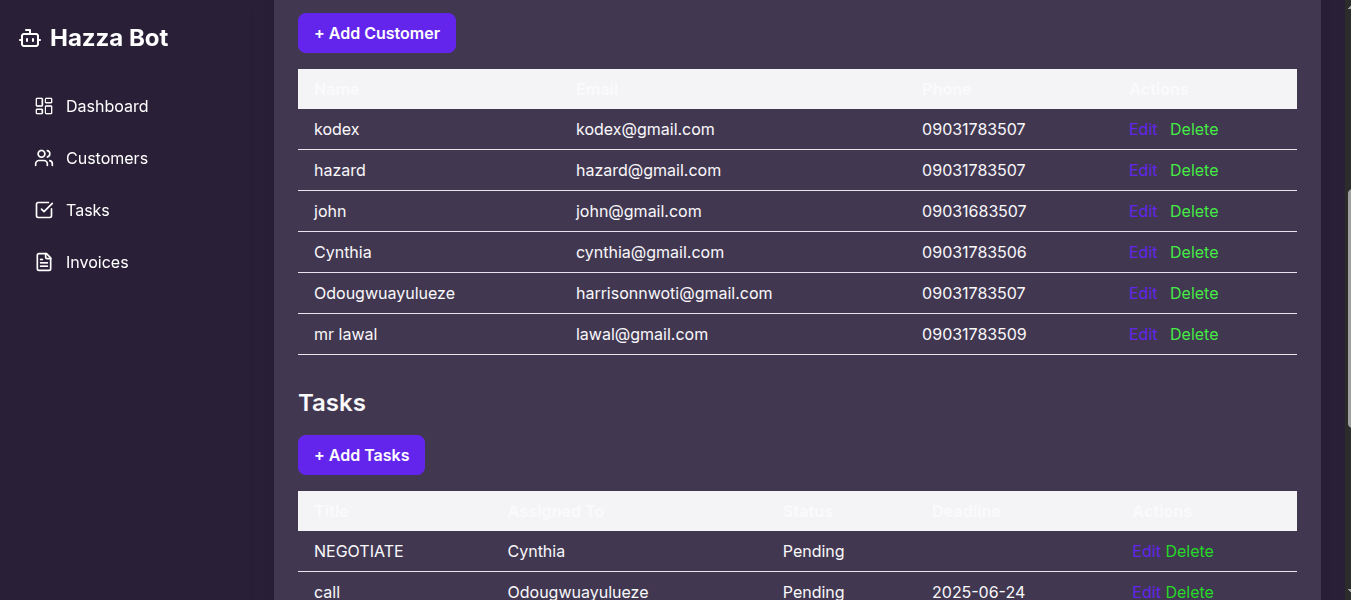 Hazza Bot
Dashboard
Customers
Tasks
Invoices
+ Add Customer
Name Email Phone Actions
kodex kodex@gmail.com 09031783507 Edit Delete
hazard hazard@gmail.com 09031783507 Edit Delete
john john@gmail.com 09031683507 Edit Delete
Cynthia cynthia@gmail.com 09031783506 Edit Delete
Odougwuayulueze harrisonnwoti@gmail.com 09031783507 Edit Delete
mr lawal lawal@gmail.com 09031783509 Edit Delete
Tasks
+ Add Tasks
Title Assigned To Status Deadline Actions
NEGOTIATE Cynthia Pending Edit Delete
call Odougwuayulueze Pending 2025-06-24 Edit Delete